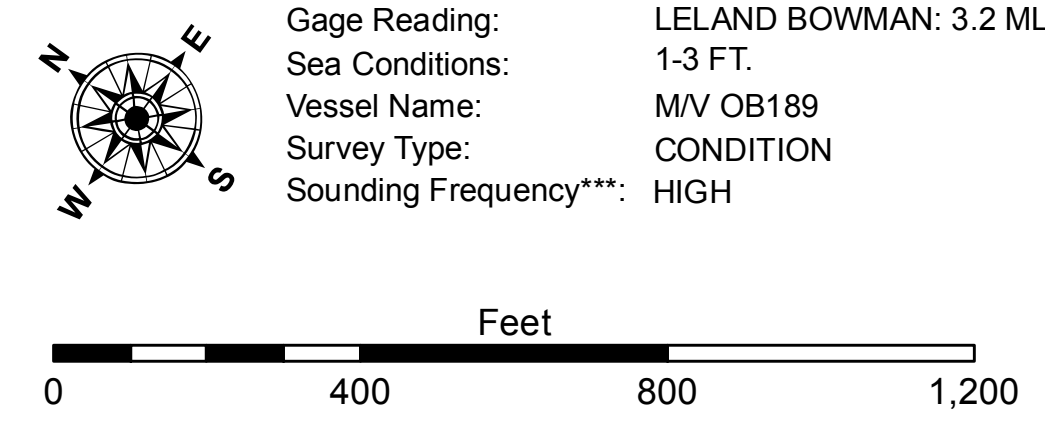 N E
W S
Gage Reading: LELAND BOWMAN: 3.2 ML
Sea Conditions: 1-3 FT.
Vessel Name: M/V OB189
Survey Type: CONDITION
Sounding Frequency***: HIGH
Feet
0 400 800 1,200